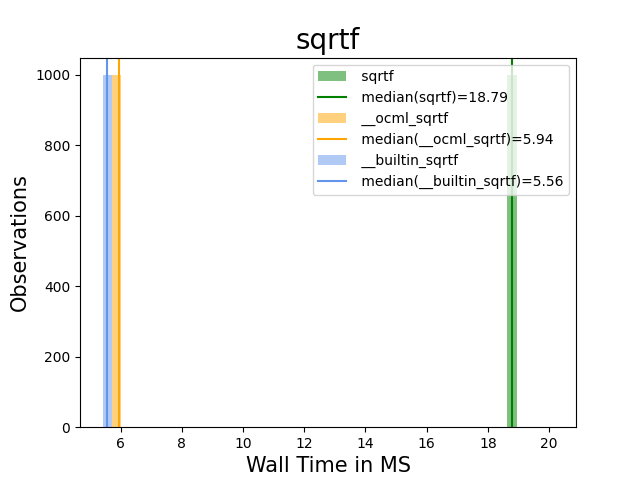 sqrtf
Observations
1000
800
600
400
200
0
sqrtf
median(sqrtf)=18.79
__ocml_sqrtf
median(__ocml_sqrtf)=5.94
__builtin_sqrtf
median(__builtin_sqrtf)=5.56
6 8 10 12 14 16 18 20
Wall Time in MS